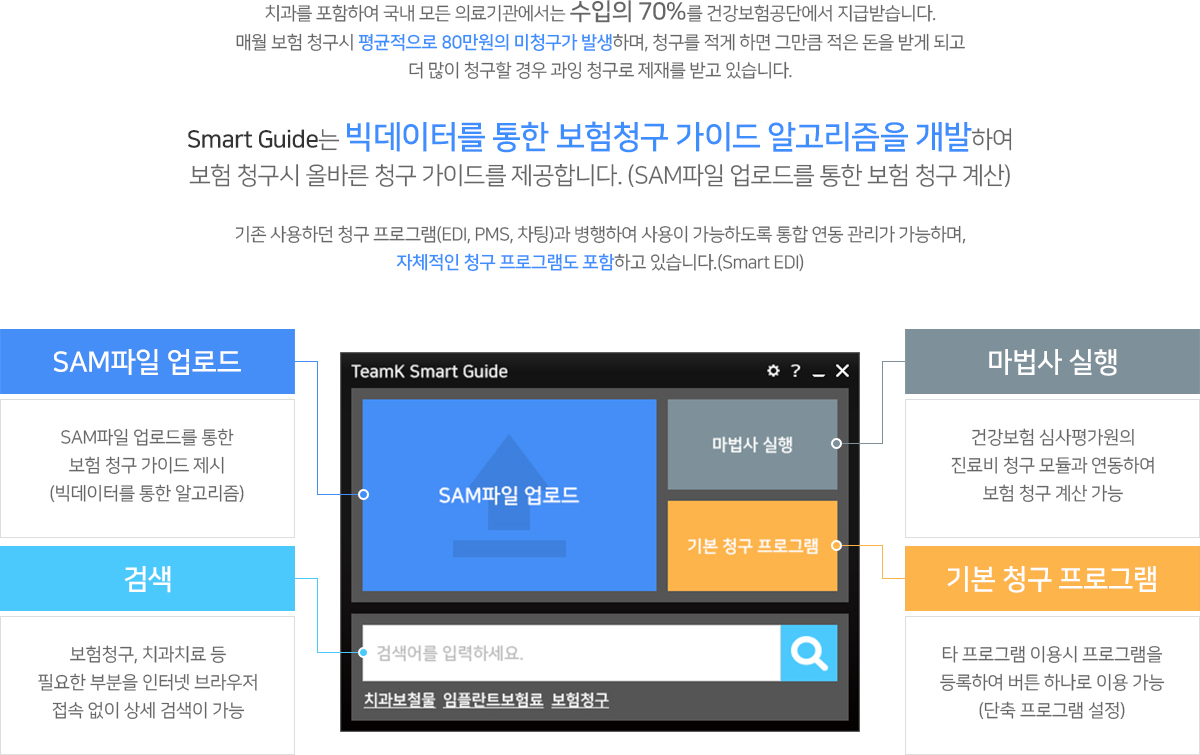 치과를 포함하여 국내 모든 의료기관에서는 수입의 70%를 건강보험공단에서 지급받습니다.
매월 보험 청구시 평균적으로 80만원의 미청구가 발생하며, 청구를 적게 하면 그만큼 적은 돈을 받게 되고
더 많이 청구할 경우 과잉 청구로 제재를 받고 있습니다.
Smart Guide는 빅데이터를 통한 보험청구 가이드 알고리즘을 개발하여
보험 청구시 올바른 청구 가이드를 제공합니다. (SAM파일 업로드를 통한 보험 청구 계산)
기존 사용하던 청구 프로그램(EDI, PMS, 차팅)과 병행하여 사용이 가능하도록 통합 연동 관리가 가능하며,
자체적인 청구 프로그램도 포함하고 있습니다.(Smart EDI)
SAM파일 업로드
SAM파일 업로드를 통한
보험 청구 가이드 제시
(빅데이터를 통한 알고리즘)
검색
보험청구, 치과치료 등
필요한 부분을 인터넷 브라우저
접속 없이 상세 검색이 가능
TeamK Smart Guide
SAM파일 업로드
마법사 실행
기본 청구 프로그램
검색어를 입력하세요.
치과보철물 임플란트보험료 보험청구
마법사 실행
건강보험 심사평가원의
진료비 청구 모듈과 연동하여
보험 청구 계산 가능
기본 청구 프로그램
타 프로그램 이용시 프로그램을
등록하여 버튼 하나로 이용 가능
(단축 프로그램 설정)